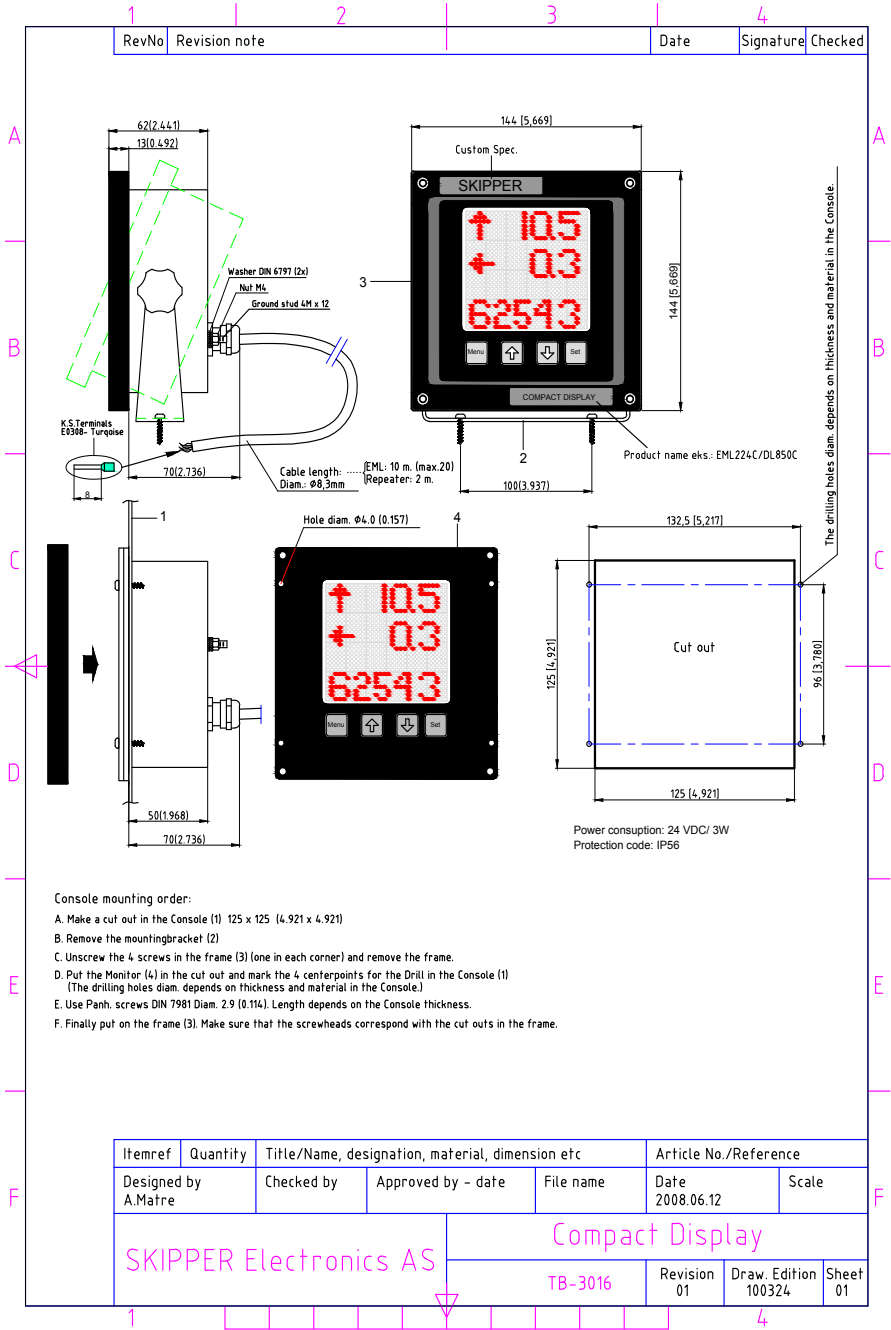 1 2 3 4
RevNo Revision note Date Signature Checked
A A
62(2.441)
13(0.492)
144 [5,669]
Custom Spec.
SKIPPER
10.5
0.3
62543
Menu Set
COMPACT DISPLAY
144 [5,669]
3
The drilling holes diam. depends on thickness and material in the Console.
Washer DIN 6797 (2x)
Nut M4
Ground stud 4M x 12
B B
K.S.Terminals
E0308- Turqoise
8
70(2.736)
Cable length: EML: 10 m. (max.20)
Diam.: Ø8,3mm Repeater: 2 m.
2
100(3.937)
Product name eks.: EML224C/DL850C
1
Hole diam. Φ4.0 (0.157)
4
132,5 [5,217]
C C
10.5
0.3
62543
Menu Set
Cut out
125 [4,921]
96 [3,780]
125 [4,921]
D D
50(1.968)
70(2.736)
Power consuption: 24 VDC/ 3W
Protection code: IP56
Console mounting order:
A. Make a cut out in the Console (1) 125 x 125 (4.921 x 4.921)
B. Remove the mountingbracket (2)
C. Unscrew the 4 screws in the frame (3) (one in each corner) and remove the frame.
D. Put the Monitor (4) in the cut out and mark the 4 centerpoints for the Drill in the Console (1)
(The drilling holes diam. depends on thickness and material in the Console.)
E. Use Panh. screws DIN 7981 Diam. 2.9 (0.114). Length depends on the Console thickness.
F. Finally put on the frame (3). Make sure that the screwheads correspond with the cut outs in the frame.
E E
Itemref Quantity Title/Name, designation, material, dimension etc Article No./Reference
Designed by Checked by Approved by - date File name Date Scale
A.Matre 2008.06.12
F F
SKIPPER Electronics AS
Compact Display
TB-3016
Revision Draw. Edition Sheet
01 100324 01
1 4